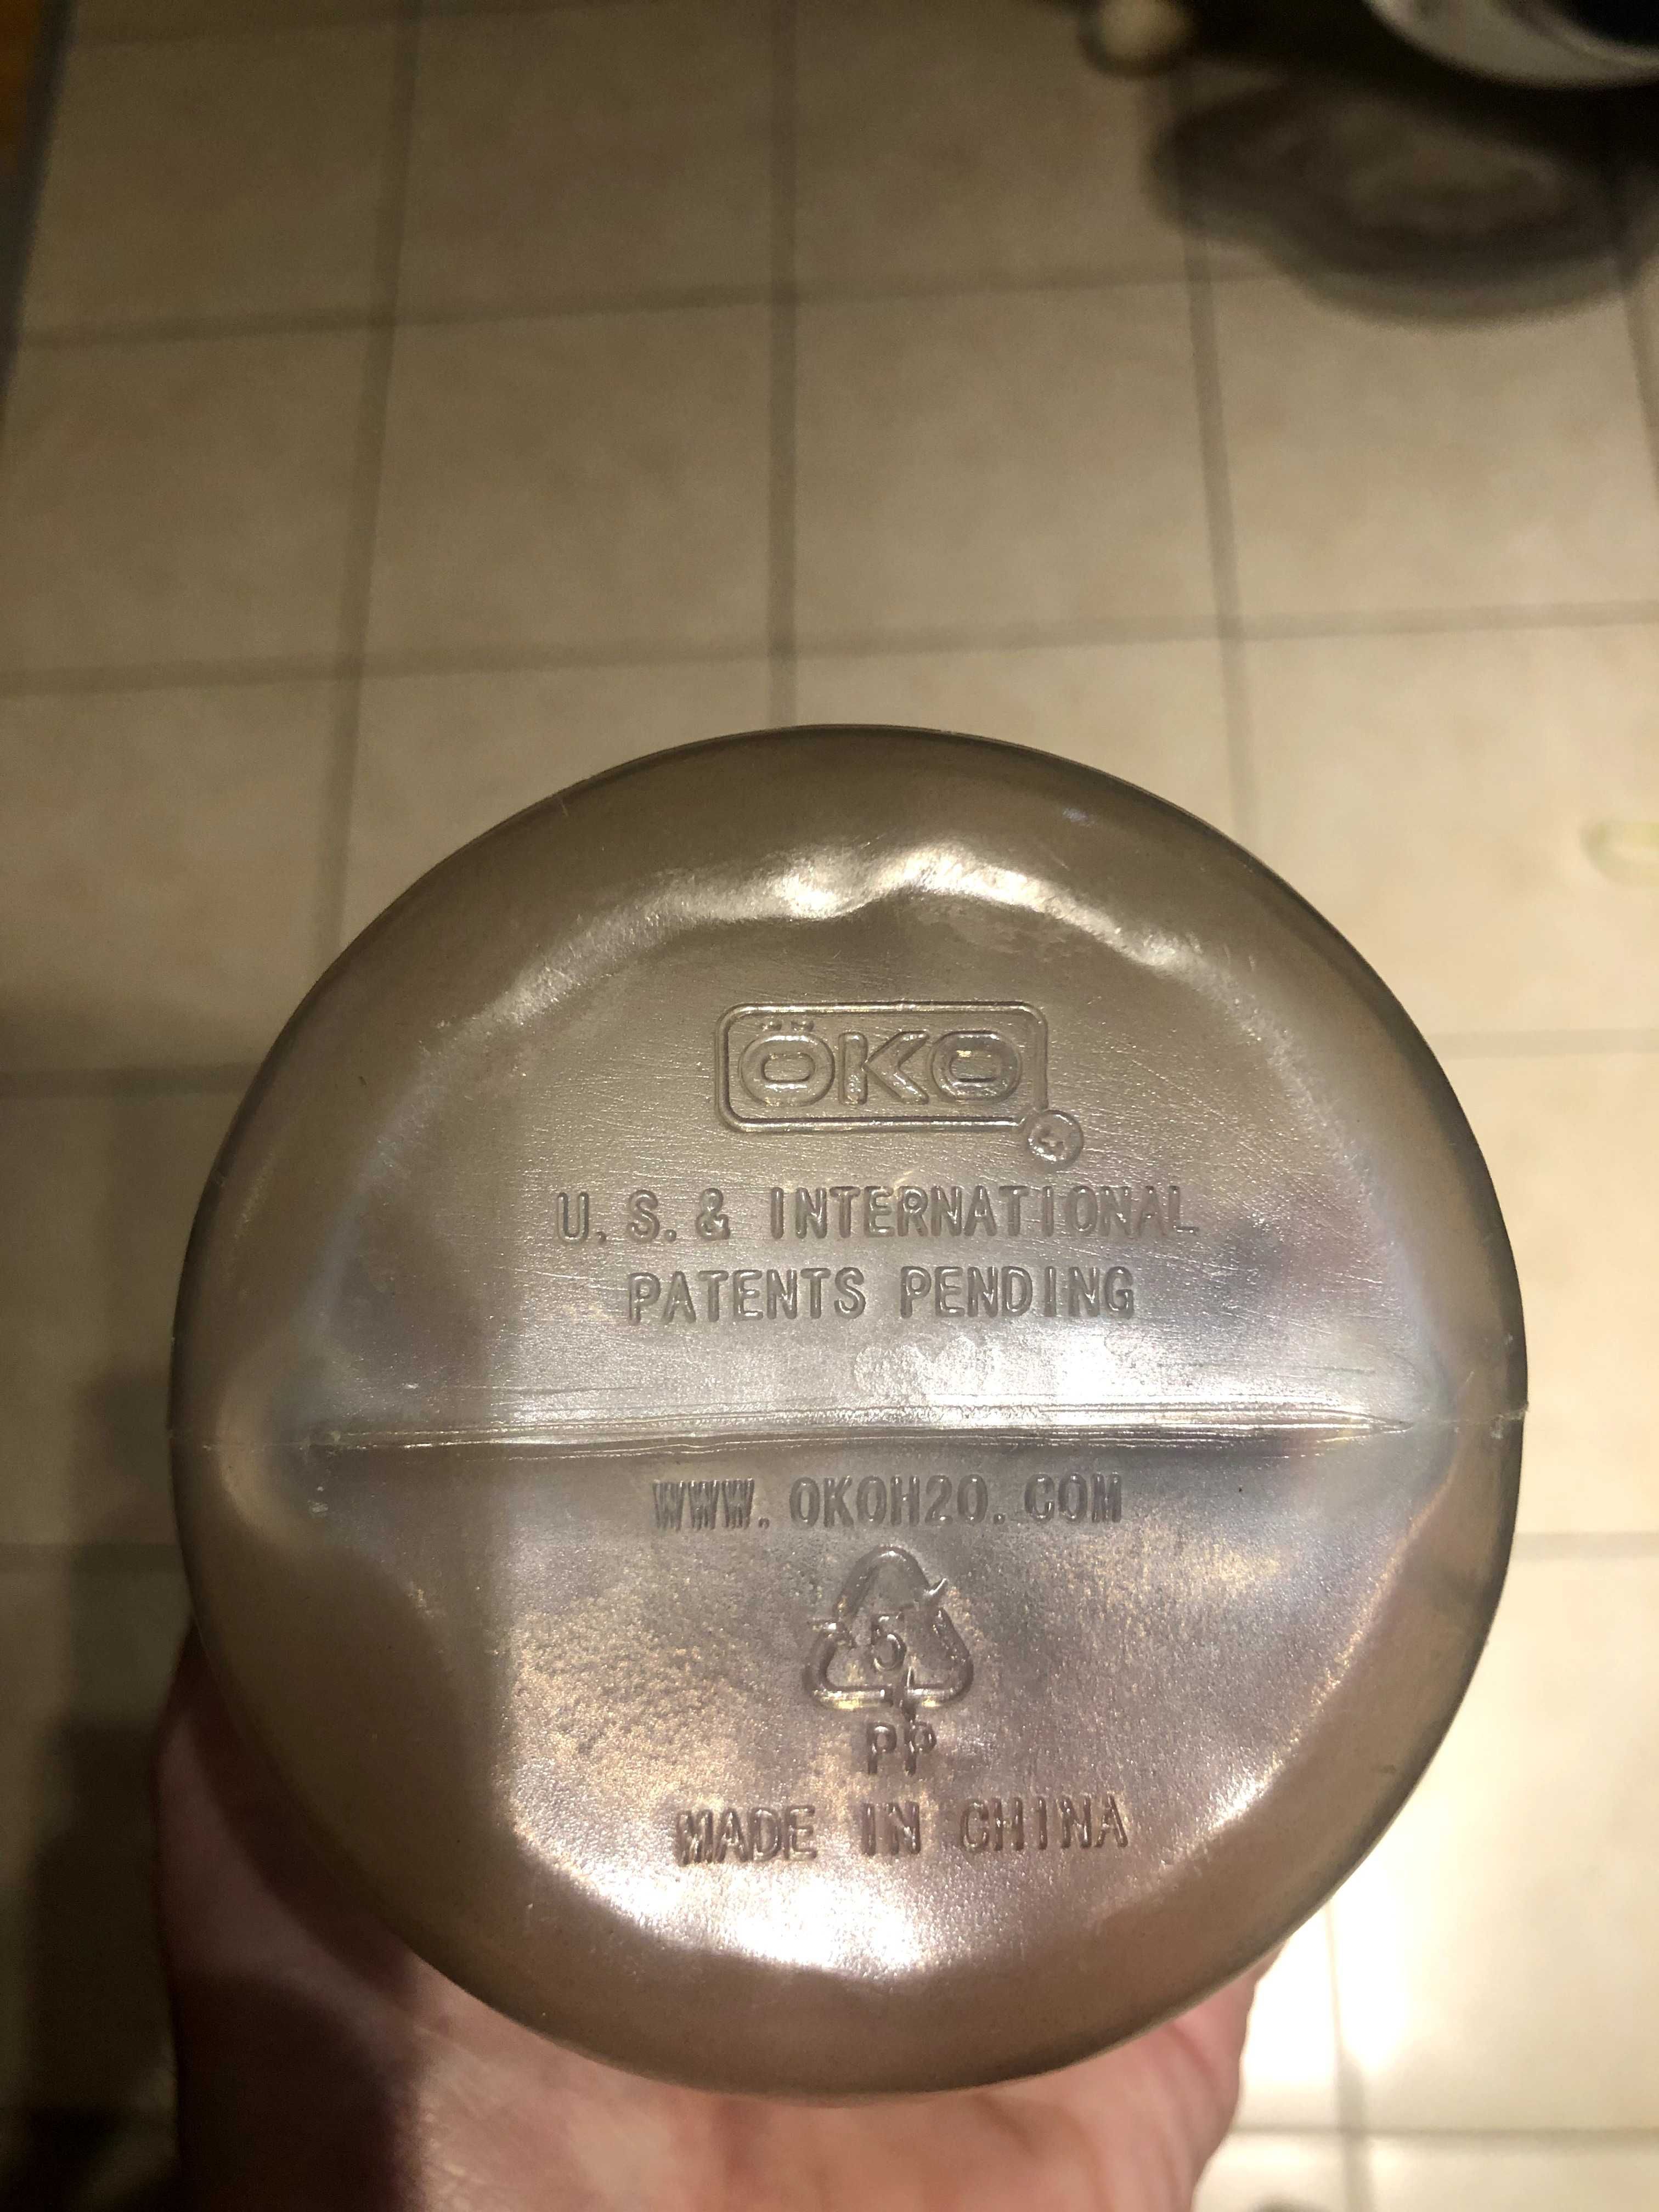 ÖKO
U.S.& INTERNATIONAL
PATENTS PENDING
WWW.OKOH2O.COM
5
PP
MADE IN CHINA